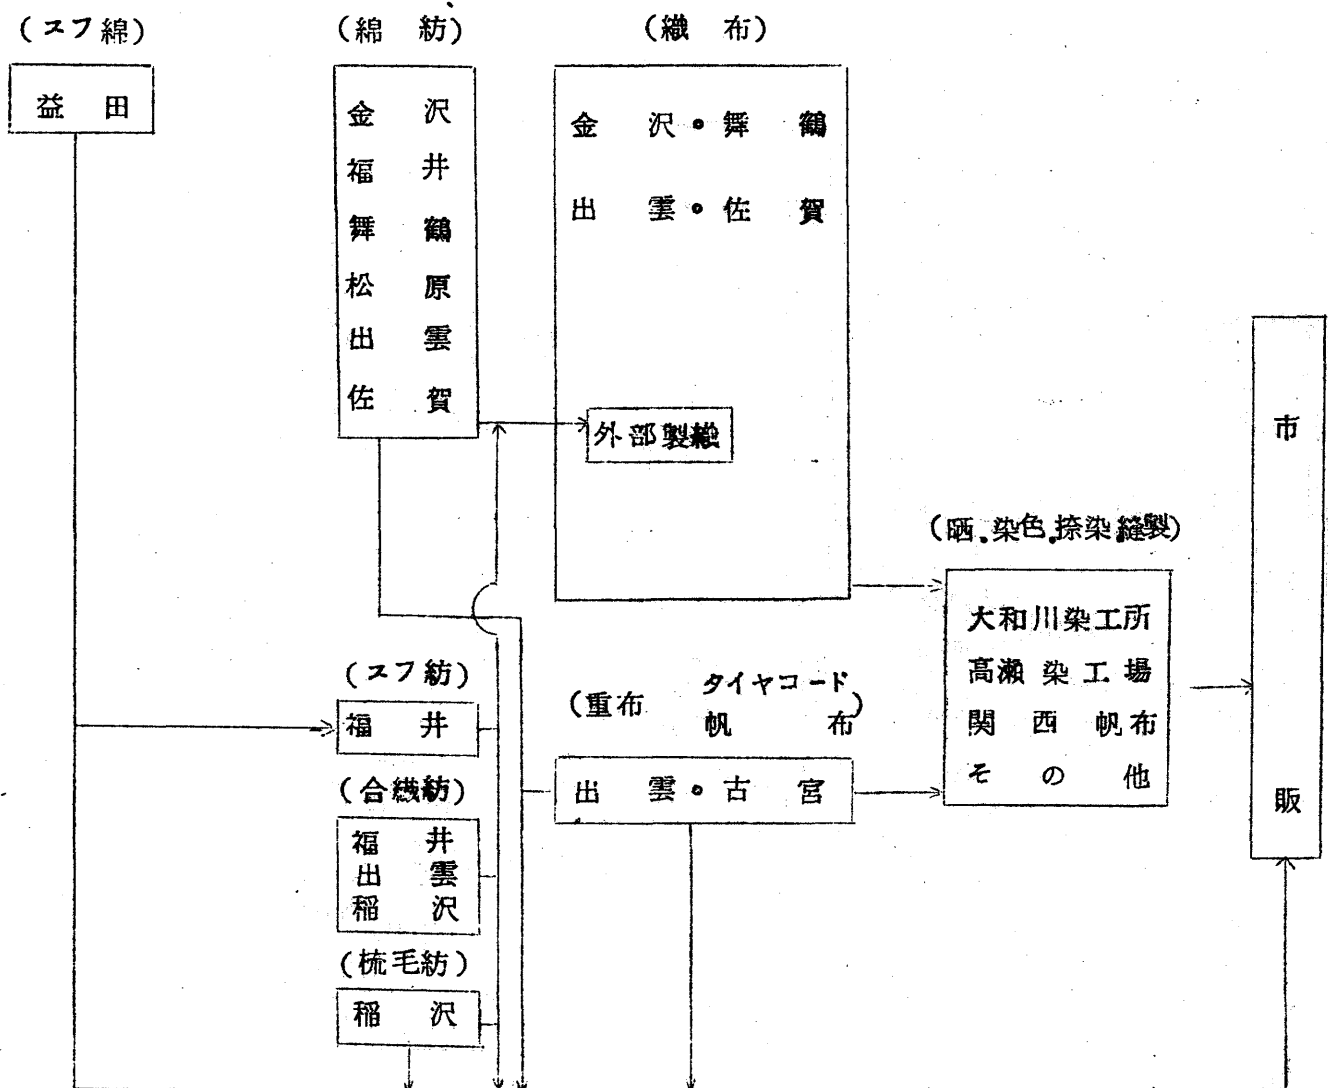 (スフ綿)
益田
(綿紡)
金沢
福井
舞鶴
松原
出雲
佐賀
(織布)
金沢・舞鶴
出雲・佐賀
外部製織
(スフ紡)
福井
(合繊紡)
福井
出雲
稲沢
(梳毛紡)
稲沢
(重布 タイヤコード
帆布)
出雲・古宮
(晒.染色.捺染.縫製)
大和川染工所
高瀬染工場
関西帆布
その他
市販